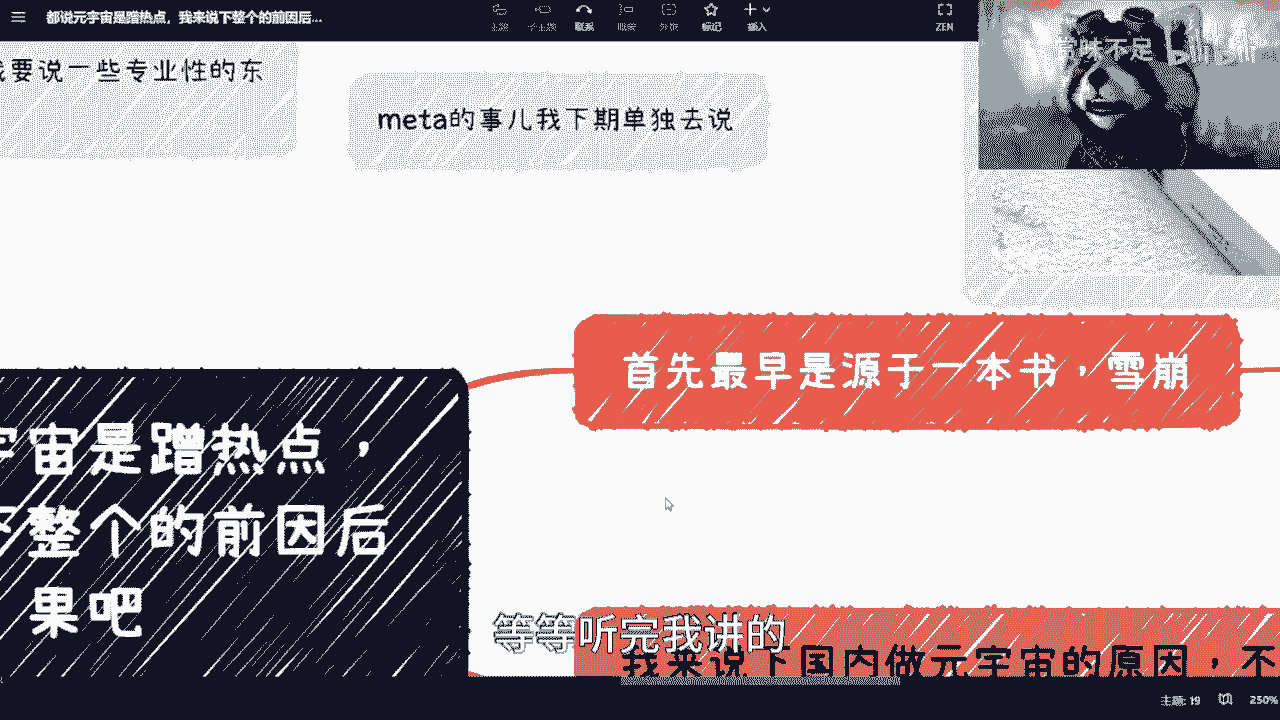 都说元宇宙是蹭热点，我来说下整个的前因后...
主题
子主题
联系
概要
外框
标记
插入
ZEN
赏味不足
bilibili
我要说一些专业性的东
meta的事儿我下期单独去说
首先最早是源于一本书，雪崩
宇宙是蹭热点，
下整个的前因后
果吧
等等听完我讲的
我来说下国内做元宇宙的原因，不
主题: 19
250%